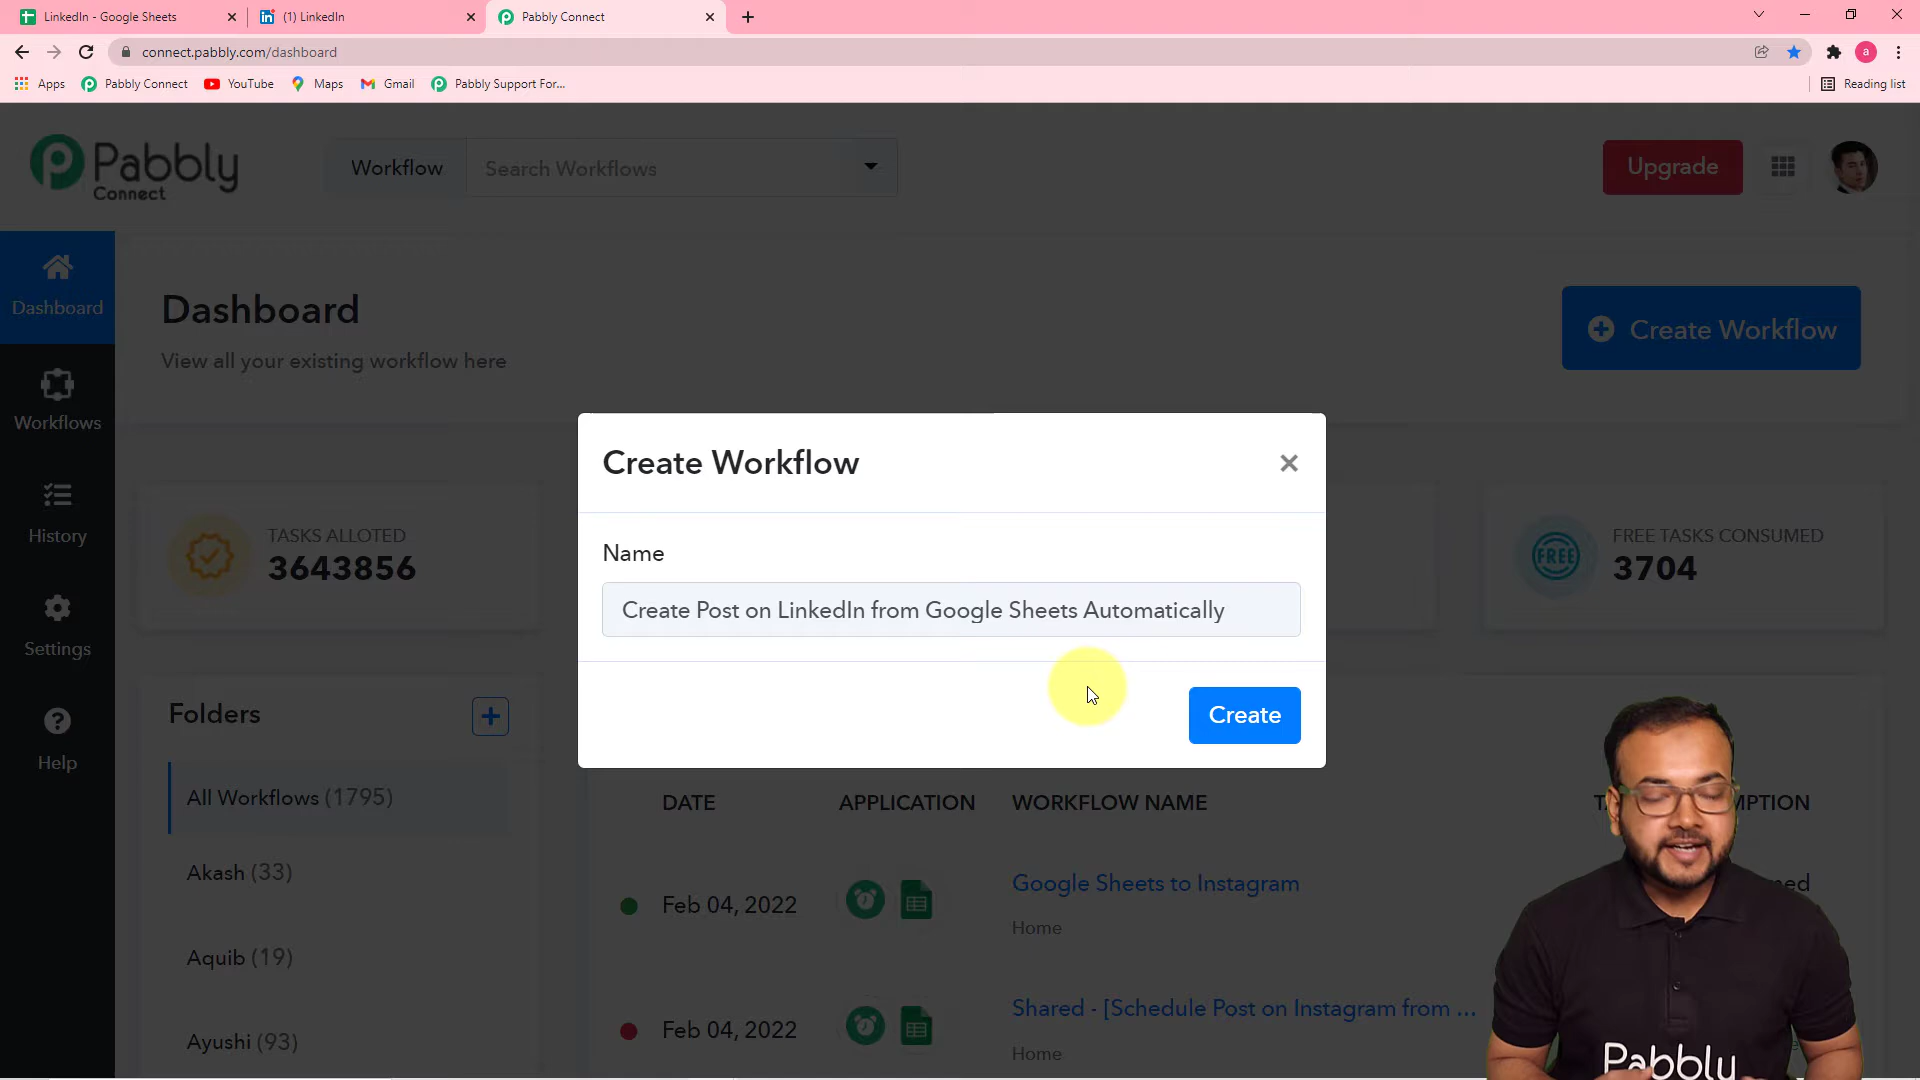 LinkedIn - Google Sheets
(1) LinkedIn
Pabbly Connect
connect.pabbly.com/dashboard
a
Apps
Pabbly Connect
YouTube
Maps
Gmail
Pabbly Support For...
Reading list
Pabbly
Connect
Workflow
Search Workflows
Upgrade
Dashboard
Workflows
History
Settings
Help
Dashboard
View all your existing workflow here
Create Workflow
TASKS ALLOTED
3643856
FREE
FREE TASKS CONSUMED
3704
Create Workflow
Name
Create Post on LinkedIn from Google Sheets Automatically
Create
Folders
All Workflows (1795)
Akash (33)
Aquib (19)
Ayushi (93)
DATE
APPLICATION
WORKFLOW NAME
Feb 04, 2022
Google Sheets to Instagram
Home
Feb 04, 2022
Shared - [Schedule Post on Instagram from ...
Home
Pabbly